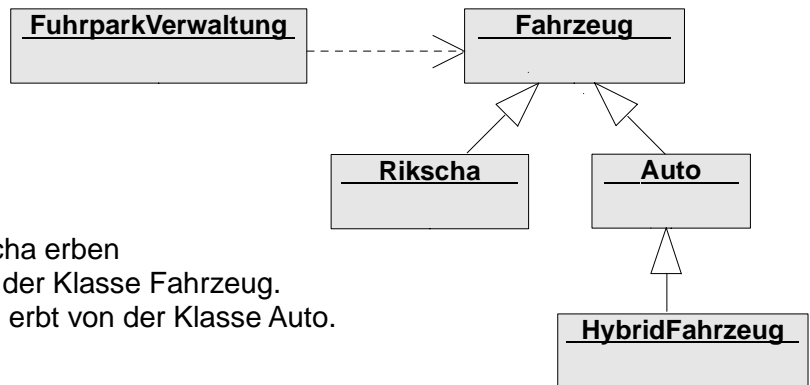 FuhrparkVerwaltung
Fahrzeug
Rikscha
Auto
cha erben
der Klasse Fahrzeug.
erbt von der Klasse Auto.
HybridFahrzeug